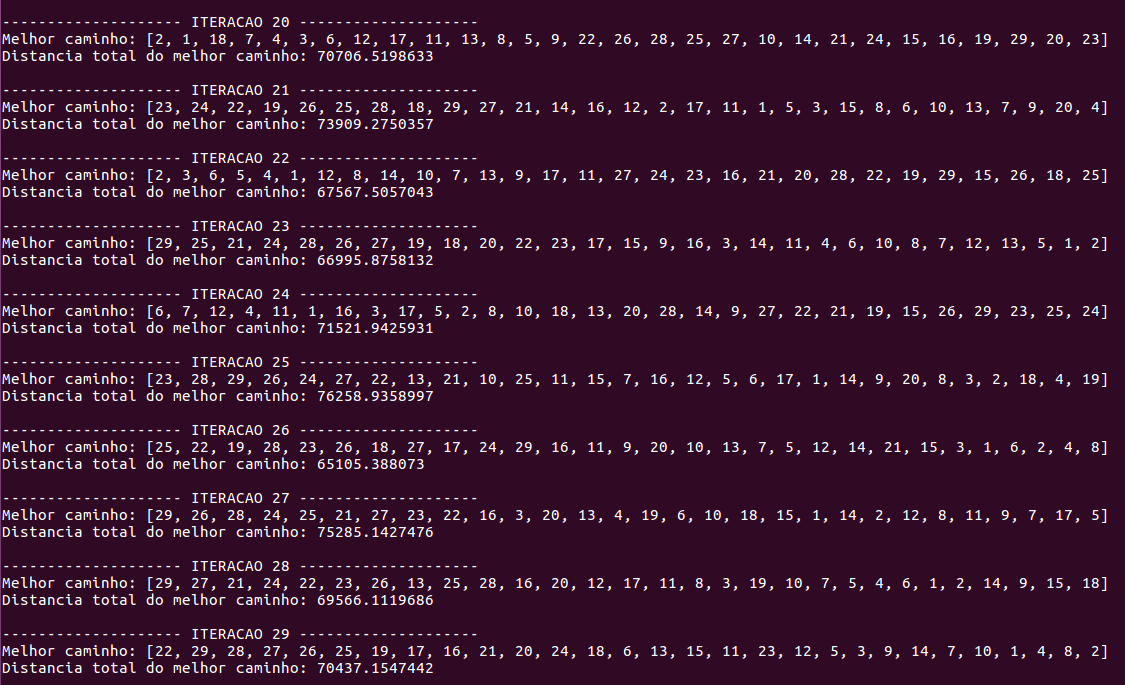 -------------------- ITERACAO 20 --------------------
Melhor caminho: [2, 1, 18, 7, 4, 3, 6, 12, 17, 11, 13, 8, 5, 9, 22, 26, 28, 25, 27, 10, 14, 21, 24, 15, 16, 19, 29, 20, 23]
Distancia total do melhor caminho: 70706.5198633
-------------------- ITERACAO 21 --------------------
Melhor caminho: [23, 24, 22, 19, 26, 25, 28, 18, 29, 27, 21, 14, 16, 12, 2, 17, 11, 1, 5, 3, 15, 8, 6, 10, 13, 7, 9, 20, 4]
Distancia total do melhor caminho: 73909.2750357
-------------------- ITERACAO 22 --------------------
Melhor caminho: [2, 3, 6, 5, 4, 1, 12, 8, 14, 10, 7, 13, 9, 17, 11, 27, 24, 23, 16, 21, 20, 28, 22, 19, 29, 15, 26, 18, 25]
Distancia total do melhor caminho: 67567.5057043
-------------------- ITERACAO 23 --------------------
Melhor caminho: [29, 25, 21, 24, 28, 26, 27, 19, 18, 20, 22, 23, 17, 15, 9, 16, 3, 14, 11, 4, 6, 10, 8, 7, 12, 13, 5, 1, 2]
Distancia total do melhor caminho: 66995.8758132
-------------------- ITERACAO 24 --------------------
Melhor caminho: [6, 7, 12, 4, 11, 1, 16, 3, 17, 5, 2, 8, 10, 18, 13, 20, 28, 14, 9, 27, 22, 21, 19, 15, 26, 29, 23, 25, 24]
Distancia total do melhor caminho: 71521.9425931
-------------------- ITERACAO 25 --------------------
Melhor caminho: [23, 28, 29, 26, 24, 27, 22, 13, 21, 10, 25, 11, 15, 7, 16, 12, 5, 6, 17, 1, 14, 9, 20, 8, 3, 2, 18, 4, 19]
Distancia total do melhor caminho: 76258.9358997
-------------------- ITERACAO 26 --------------------
Melhor caminho: [25, 22, 19, 28, 23, 26, 18, 27, 17, 24, 29, 16, 11, 9, 20, 10, 13, 7, 5, 12, 14, 21, 15, 3, 1, 6, 2, 4, 8]
Distancia total do melhor caminho: 65105.388073
-------------------- ITERACAO 27 --------------------
Melhor caminho: [29, 26, 28, 24, 25, 21, 27, 23, 22, 16, 3, 20, 13, 4, 19, 6, 10, 18, 15, 1, 14, 2, 12, 8, 11, 9, 7, 17, 5]
Distancia total do melhor caminho: 75285.1427476
-------------------- ITERACAO 28 --------------------
Melhor caminho: [29, 27, 21, 24, 22, 23, 26, 13, 25, 28, 16, 20, 12, 17, 11, 8, 3, 19, 10, 7, 5, 4, 6, 1, 2, 14, 9, 15, 18]
Distancia total do melhor caminho: 69566.1119686
-------------------- ITERACAO 29 --------------------
Melhor caminho: [22, 29, 28, 27, 26, 25, 19, 17, 16, 21, 20, 24, 18, 6, 13, 15, 11, 23, 12, 5, 3, 9, 14, 7, 10, 1, 4, 8, 2]
Distancia total do melhor caminho: 70437.1547442